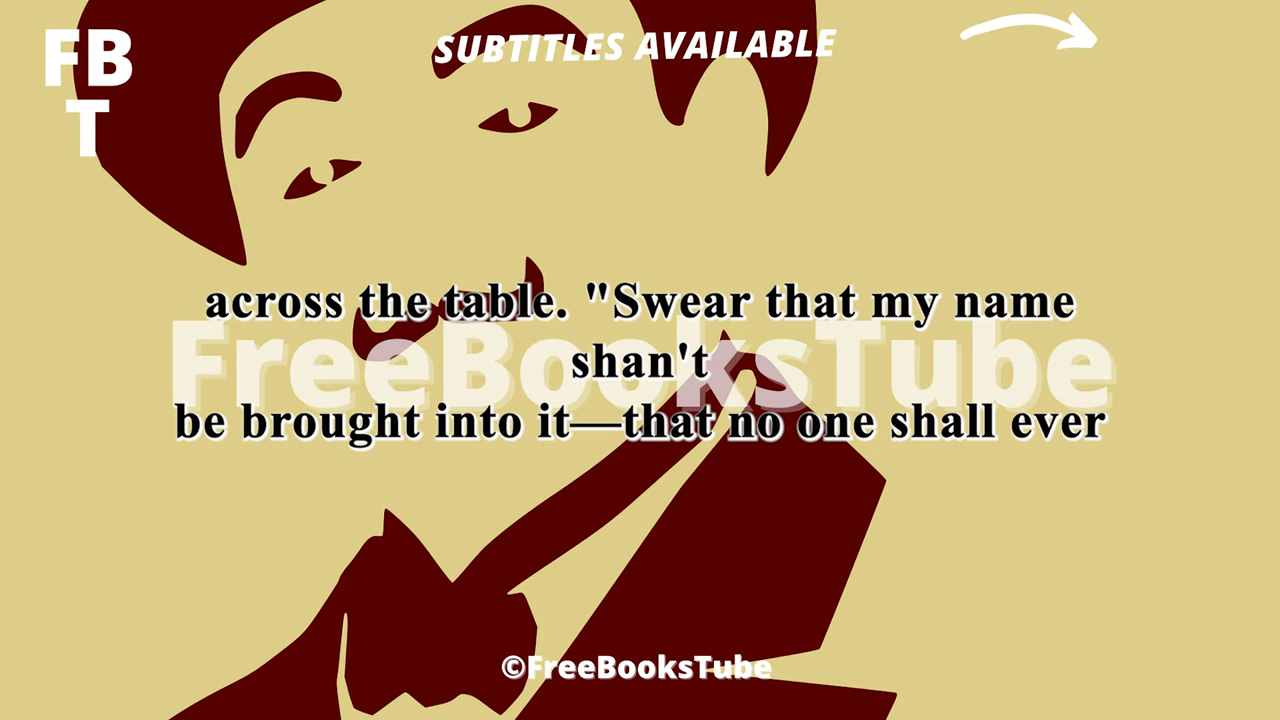 FB
T
SUBTITLES AVAILABLE
across the table. "Swear that my name
shan't
be brought into it—that no one shall ever
FreeBooksTube
©FreeBooksTube